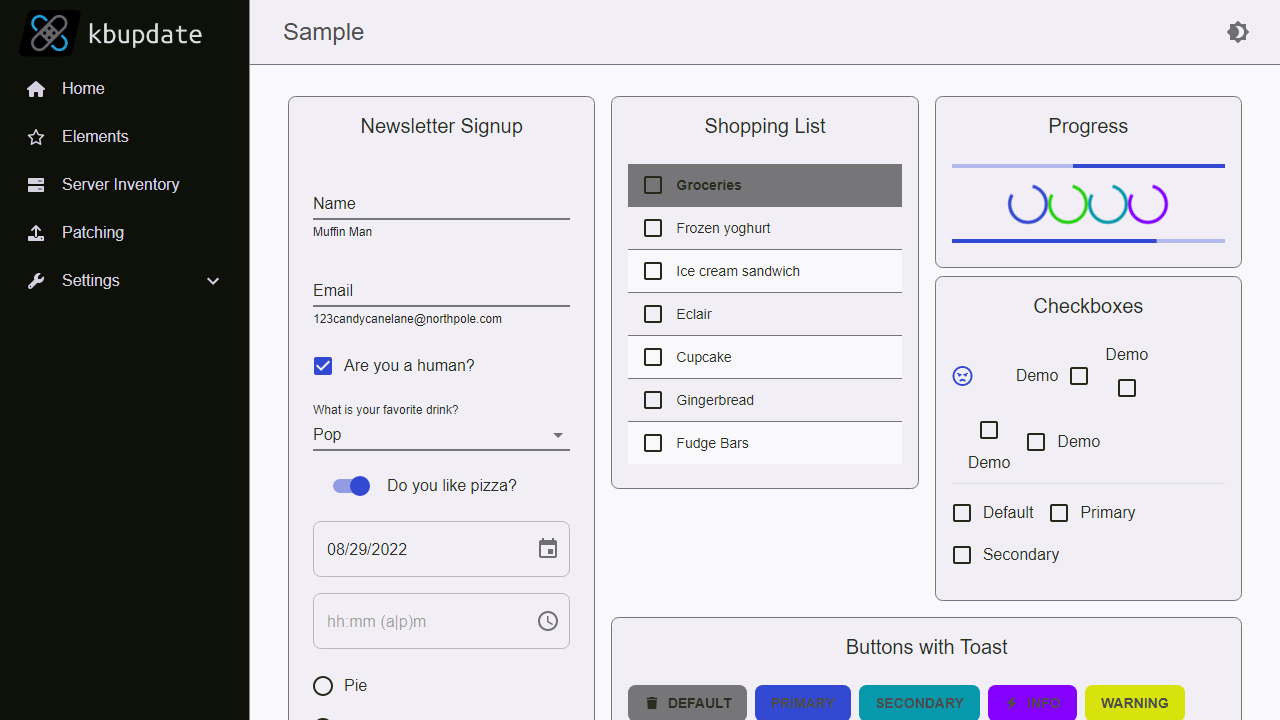 kbupdate
Home
Elements
Server Inventory
Patching
Settings
Sample
Newsletter Signup
Name
Muffin Man
Email
123candycanelane@northpole.com
Are you a human?
What is your favorite drink?
Pop
Do you like pizza?
08/29/2022
hh:mm (a|p)m
Pie
Shopping List
Groceries
Frozen yoghurt
Ice cream sandwich
Eclair
Cupcake
Gingerbread
Fudge Bars
Progress
Checkboxes
Demo
Demo
Demo
Demo
Default
Primary
Secondary
Buttons with Toast
DEFAULT
PRIMARY
SECONDARY
INFO
WARNING